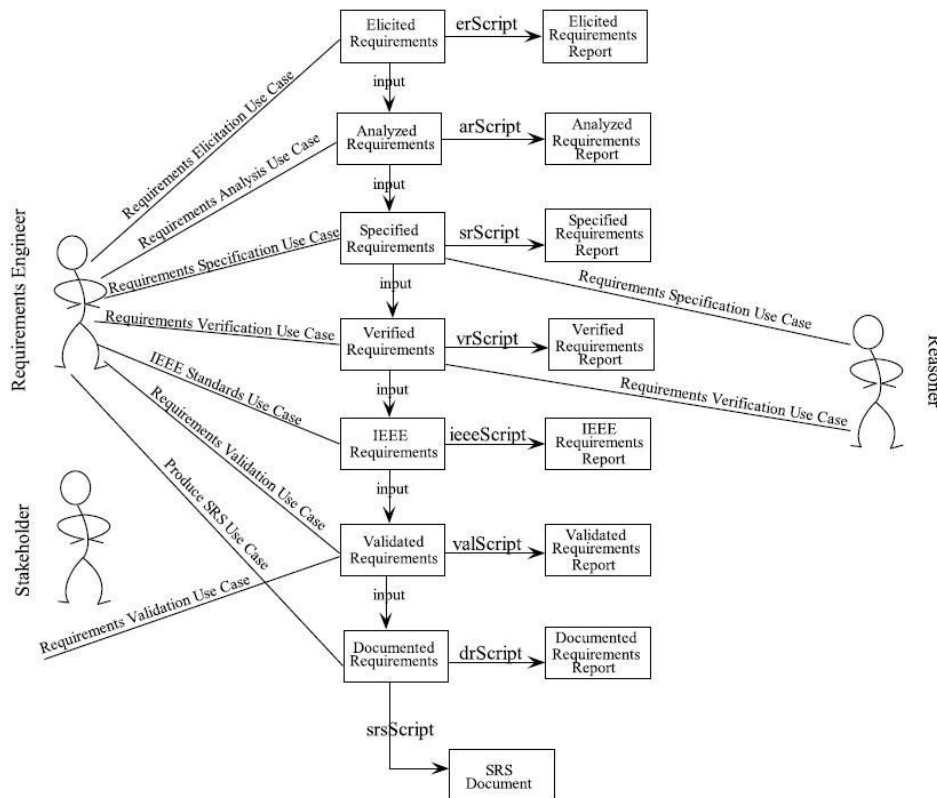 Elicited
Requirements
erScript
Elicited
Requirements
Report
input
Requirements Elicitation Use Case
Analyzed
Requirements
arScript
Analyzed
Requirements
Report
Requirements Analysis Use Case
input
Requirements Engineer
Specified
Requirements
srScript
Specified
Requirements
Report
Requirements Specification Use Case
input
Requirements Specification Use Case
Requirements Verification Use Case
Verified
Requirements
vrScript
Verified
Requirements
Report
Reasoner
IEEE Standards Use Case
input
Requirements Verification Use Case
Requirements Validation Use Case
IEEE
Requirements
ieeeScript
IEEE
Requirements
Report
Produce SRS Use Case
input
Stakeholder
Validated
Requirements
valScript
Validated
Requirements
Report
Requirements Validation Use Case
input
Documented
Requirements
drScript
Documented
Requirements
Report
srsScript
SRS
Document